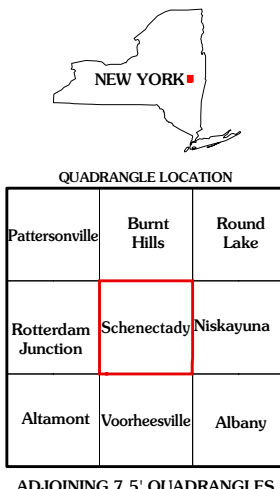 NEW YORK
QUADRANGLE LOCATION
Pattersonville
Burnt
Hills
Round
Lake
Rotterdam
Junction
Schenectady
Niskayuna
Altamont
Voorheesville
Albany
ADJOINING 7.5' QUADRANGLES